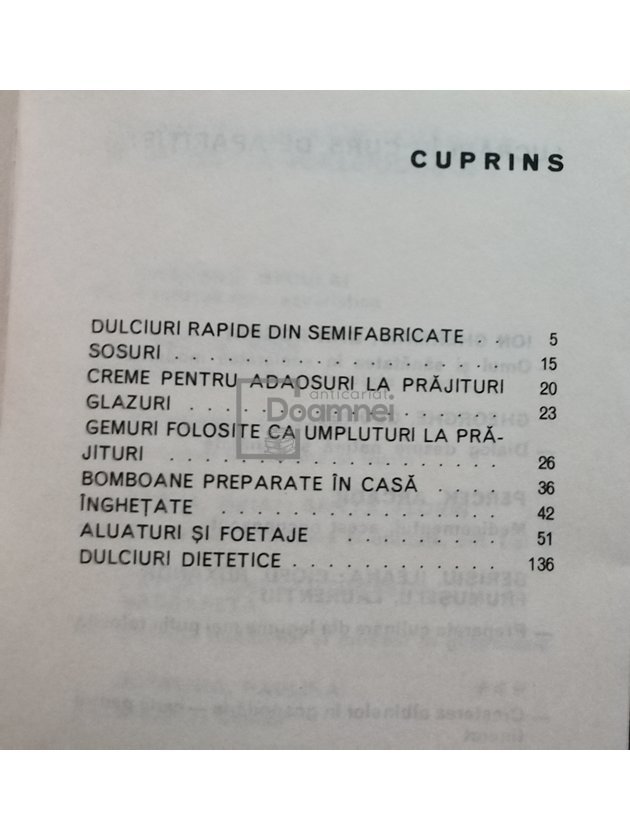 CUPRINS
DULCIURI RAPIDE DIN SEMIFABRICATE . . 5
SOSURI . . . . . . . . . . . . . . . . 15
CREME PENTRU ADAOSURI LA PRĂJITURI 20
anticariat
Doamnei
GLAZURI . . . . . . . . . . . . . . . 23
GEMURI FOLOSITE CA UMPLUTURI LA PRĂ-
JITURI . . . . . . . . . . . . . . . . 26
BOMBOANE PREPARATE ÎN CASĂ . . . . 36
ÎNGHEȚATE . . . . . . . . . . . . . . 42
ALUATURI ȘI FOETAJE . . . . . . . . . 51
DULCIURI DIETETICE . . . . . . . . . . 136